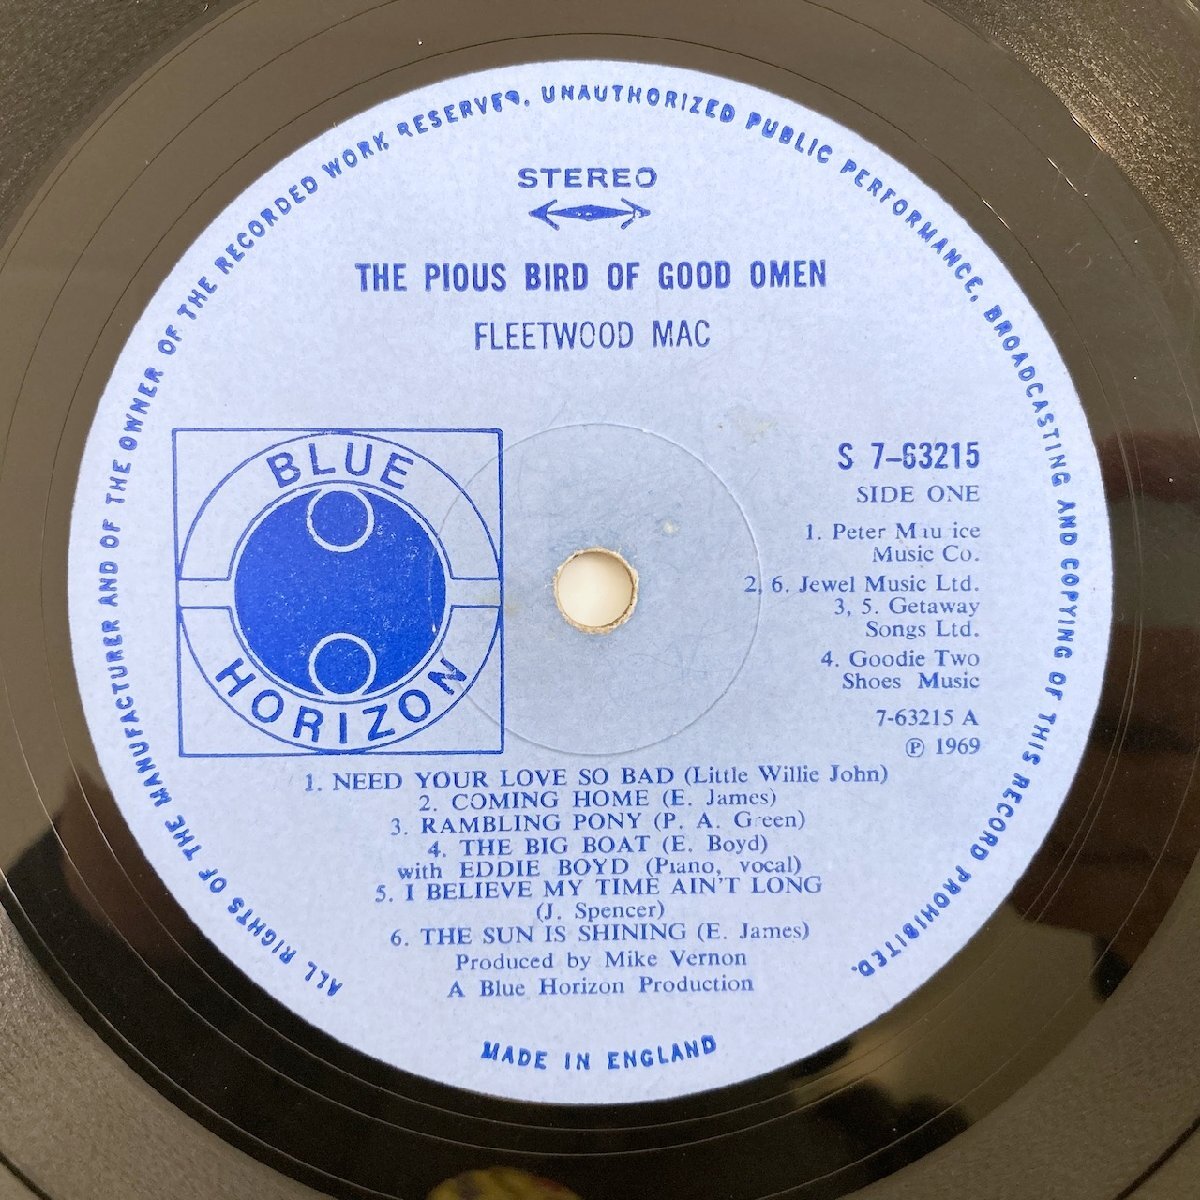 ALL RIGHTS OF THE MANUFACTURER AND OF THE OWNER OF THE RECORDED WORK RESERVED. UNAUTHORIZED PUBLIC PERFORMANCE, BROADCASTING AND COPYING OF THIS RECORD PROHIBITED.
STEREO
THE PIOUS BIRD OF GOOD OMEN
FLEETWOOD MAC
BLUE
HORIZON
S 7-63215
SIDE ONE
1. Peter Maurice
Music Co.
2, 6. Jewel Music Ltd.
3, 5. Getaway
Songs Ltd.
4. Goodie Two
Shoes Music
7-63215 A
℗ 1969
1. NEED YOUR LOVE SO BAD (Little Willie John)
2. COMING HOME (E. James)
3. RAMBLING PONY (P. A. Green)
4. THE BIG BOAT (E. Boyd)
with EDDIE BOYD (Piano, vocal)
5. I BELIEVE MY TIME AIN'T LONG
(J. Spencer)
6. THE SUN IS SHINING (E. James)
Produced by Mike Vernon
A Blue Horizon Production
MADE IN ENGLAND